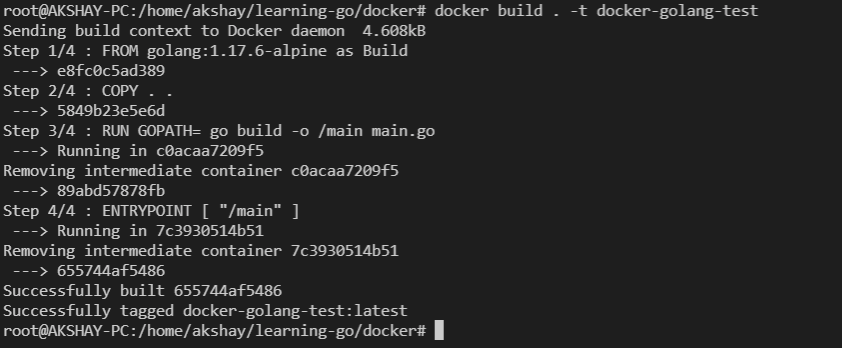 root@AKSHAY-PC:/home/akshay/learning-go/docker# docker build . -t docker-golang-test
Sending build context to Docker daemon  4.608kB
Step 1/4 : FROM golang:1.17.6-alpine as Build
 ---> e8fc0c5ad389
Step 2/4 : COPY . .
 ---> 5849b23e5e6d
Step 3/4 : RUN GOPATH= go build -o /main main.go
 ---> Running in c0acaa7209f5
Removing intermediate container c0acaa7209f5
 ---> 89abd57878fb
Step 4/4 : ENTRYPOINT [ "/main" ]
 ---> Running in 7c3930514b51
Removing intermediate container 7c3930514b51
 ---> 655744af5486
Successfully built 655744af5486
Successfully tagged docker-golang-test:latest
root@AKSHAY-PC:/home/akshay/learning-go/docker#